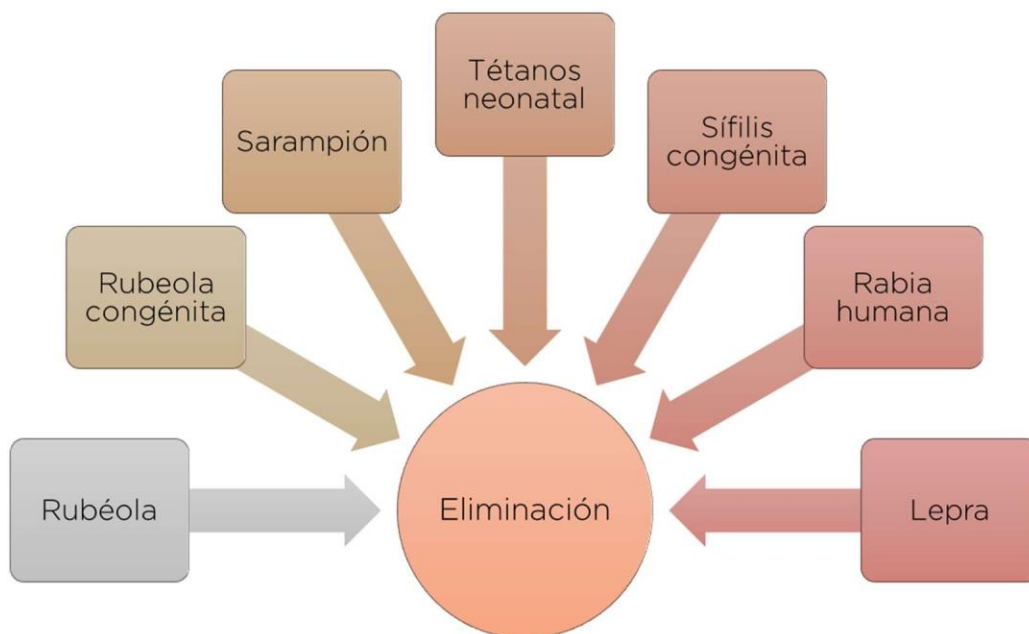 Tétanos
neonatal
Sarampión
Sífilis
congénita
Rubeola
congénita
Rabia
humana
Rubéola
Eliminación
Lepra